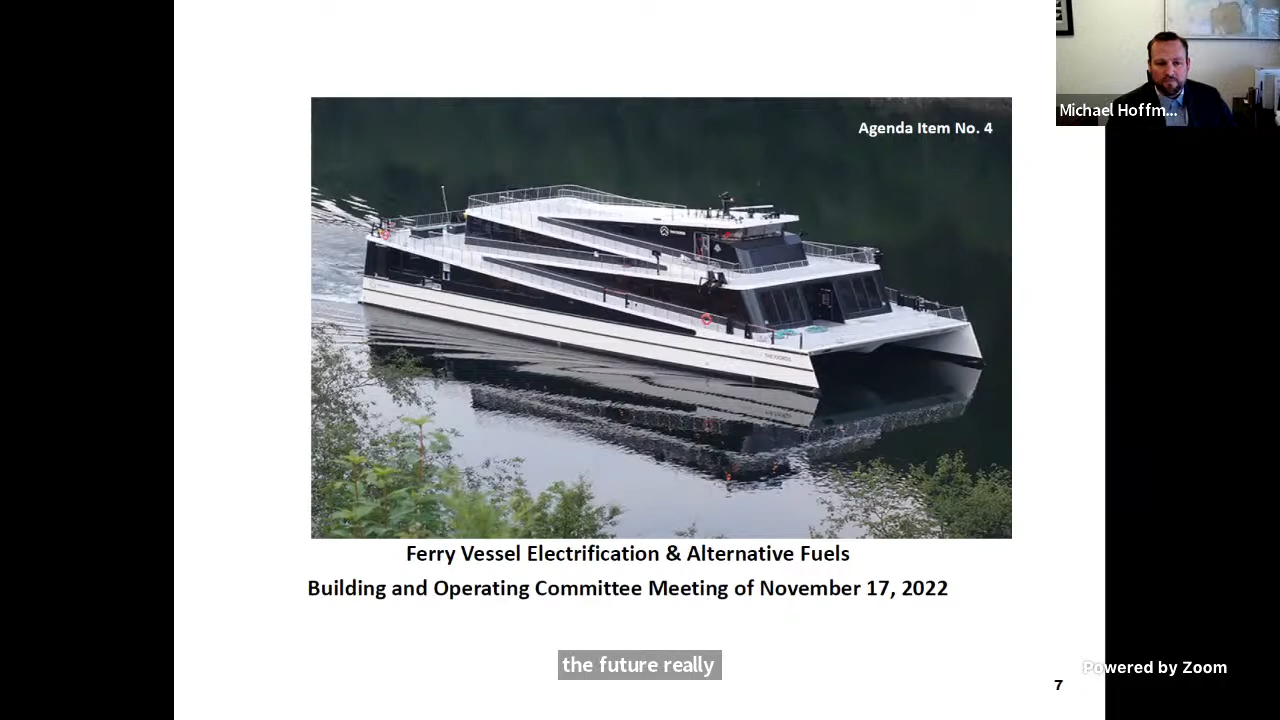 Michael Hoffm...
Agenda Item No. 4
Ferry Vessel Electrification & Alternative Fuels
Building and Operating Committee Meeting of November 17, 2022
the future really
Powered by Zoom
7